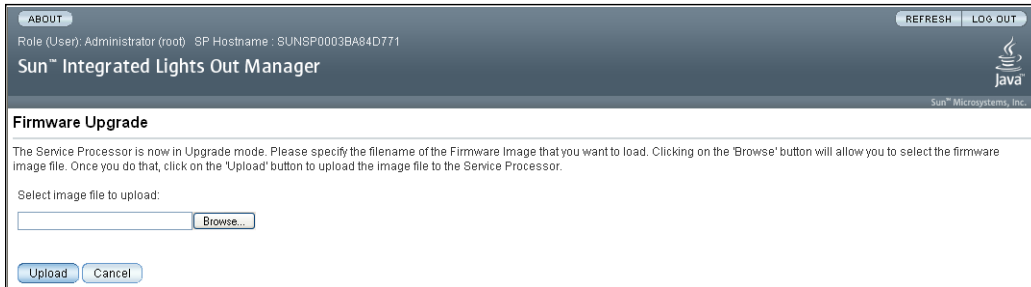 ABOUT
REFRESH LOG OUT
Role (User): Administrator (root) SP Hostname : SUNSP0003BA84D771
Sun™ Integrated Lights Out Manager
Java™
Sun™ Microsystems, Inc.
Firmware Upgrade
The Service Processor is now in Upgrade mode. Please specify the filename of the Firmware Image that you want to load. Clicking on the 'Browse' button will allow you to select the firmware
image file. Once you do that, click on the 'Upload' button to upload the image file to the Service Processor.
Select image file to upload:
Browse...
Upload Cancel